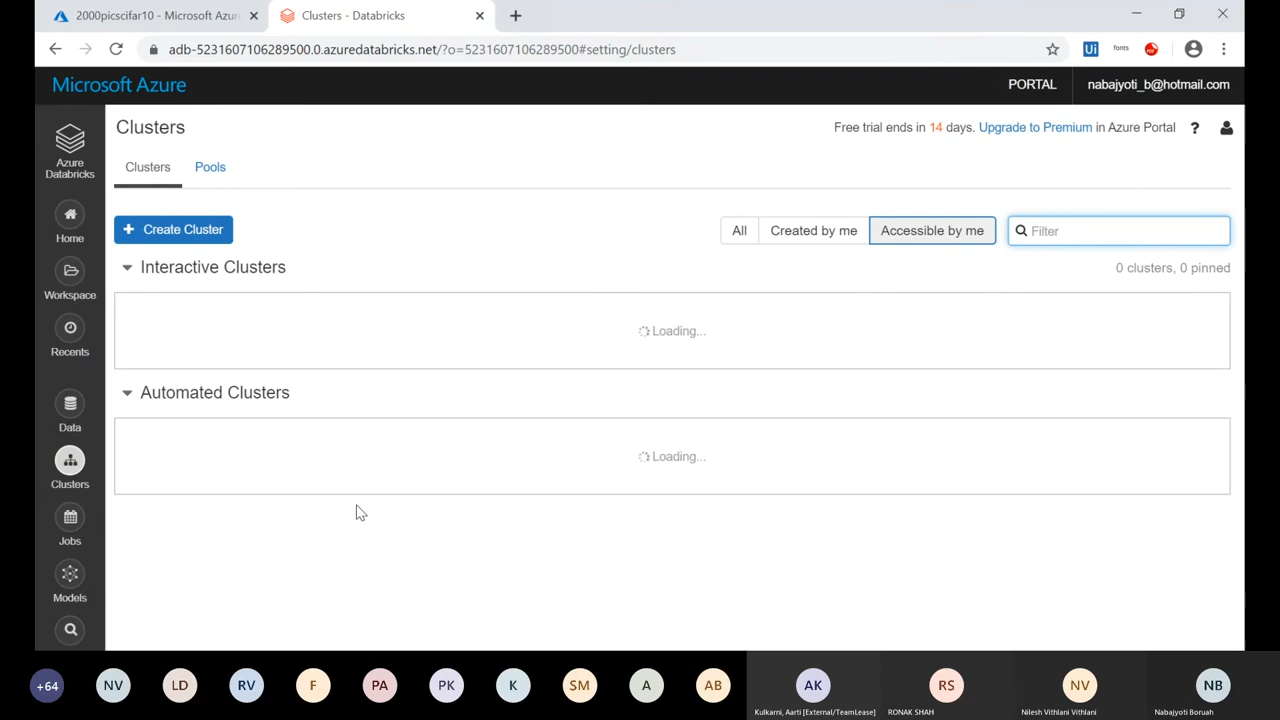 2000picscifar10 - Microsoft Azur
Clusters - Databricks
adb-5231607106289500.0.azuredatabricks.net/?o=5231607106289500#setting/clusters
Ui
fonts
Microsoft Azure
PORTAL
nabajyoti_b@hotmail.com
Azure
Databricks
Home
Workspace
Recents
Data
Clusters
Jobs
Models
Clusters
Free trial ends in 14 days. Upgrade to Premium in Azure Portal
?
Clusters
Pools
+ Create Cluster
All
Created by me
Accessible by me
Filter
Interactive Clusters
0 clusters, 0 pinned
Loading...
Automated Clusters
Loading...
+64
NV
LD
RV
F
PA
PK
K
SM
A
AB
AK
RS
NV
NB
Kulkarni, Aarti [External/TeamLease]
RONAK SHAH
Nilesh Vithlani Vithlani
Nabajyoti Boruah